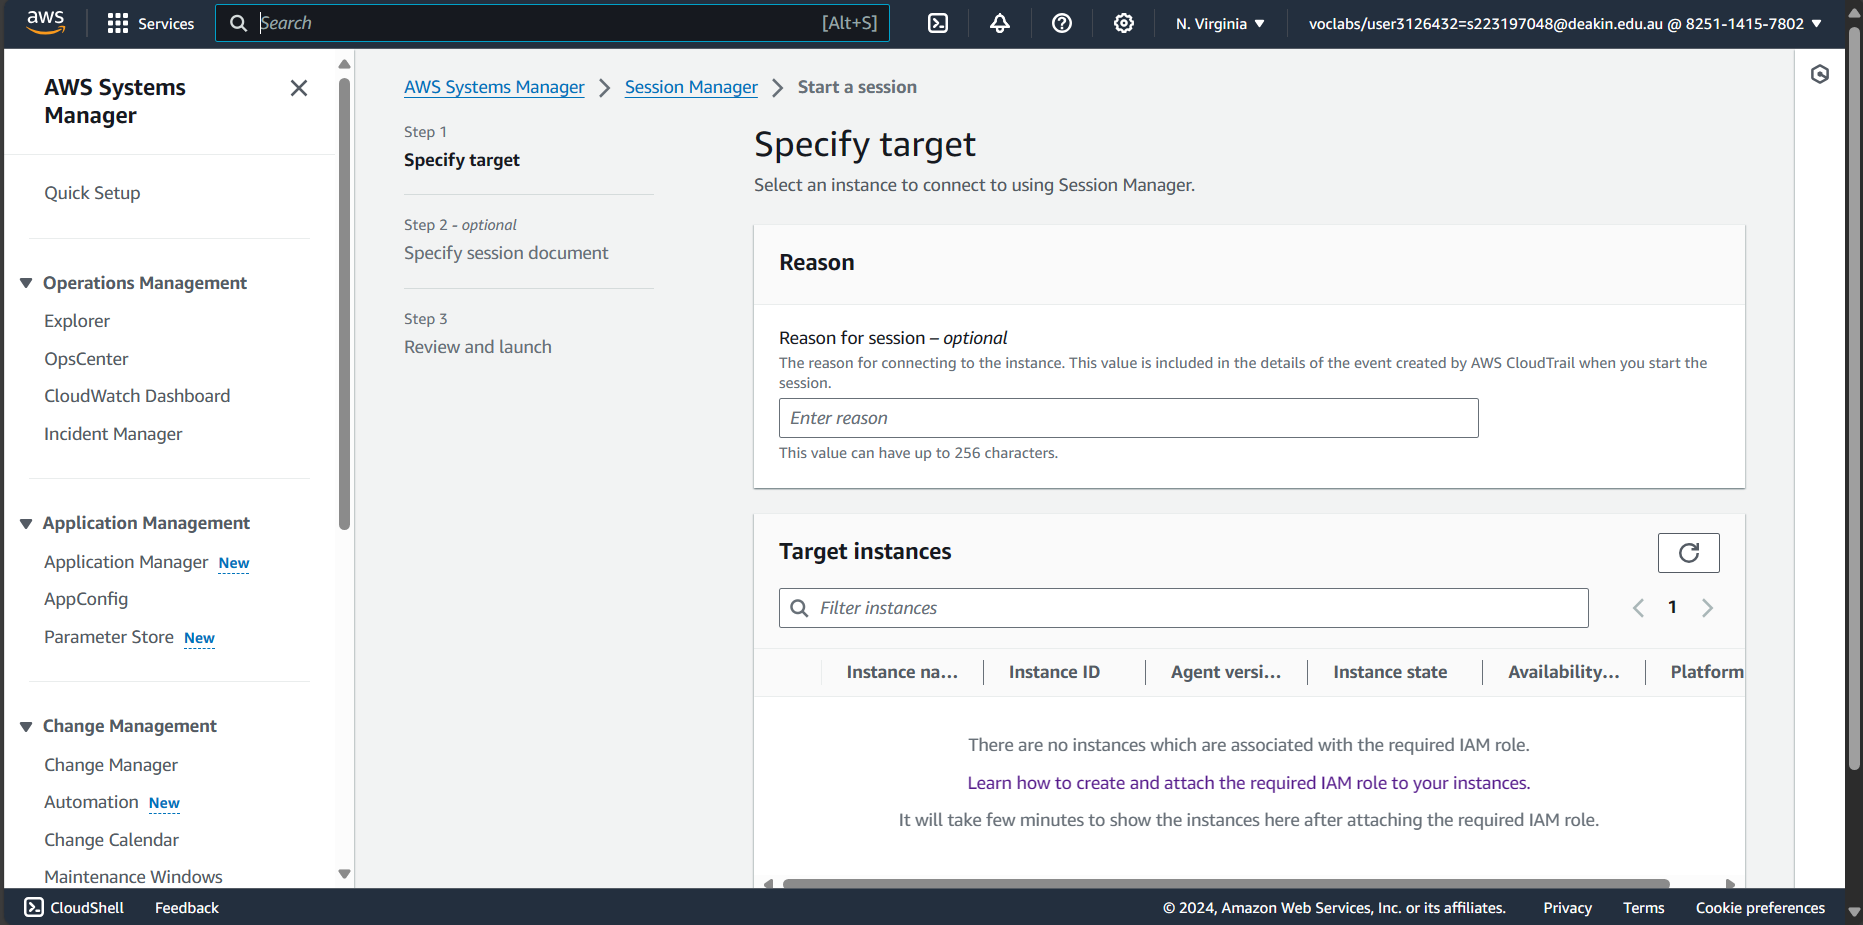 aws
Services
Search
[Alt+S]
N. Virginia
voclabs/user3126432=s223197048@deakin.edu.au @ 8251-1415-7802
AWS Systems
Manager
Quick Setup
Operations Management
Explorer
OpsCenter
CloudWatch Dashboard
Incident Manager
Application Management
Application Manager New
AppConfig
Parameter Store New
Change Management
Change Manager
Automation New
Change Calendar
Maintenance Windows
AWS Systems Manager
Session Manager
Start a session
Step 1
Specify target
Step 2 - optional
Specify session document
Step 3
Review and launch
Specify target
Select an instance to connect to using Session Manager.
Reason
Reason for session – optional
The reason for connecting to the instance. This value is included in the details of the event created by AWS CloudTrail when you start the
session.
Enter reason
This value can have up to 256 characters.
Target instances
Filter instances
1
Instance na...
Instance ID
Agent versi...
Instance state
Availability...
Platform
There are no instances which are associated with the required IAM role.
Learn how to create and attach the required IAM role to your instances.
It will take few minutes to show the instances here after attaching the required IAM role.
CloudShell
Feedback
© 2024, Amazon Web Services, Inc. or its affiliates.
Privacy
Terms
Cookie preferences